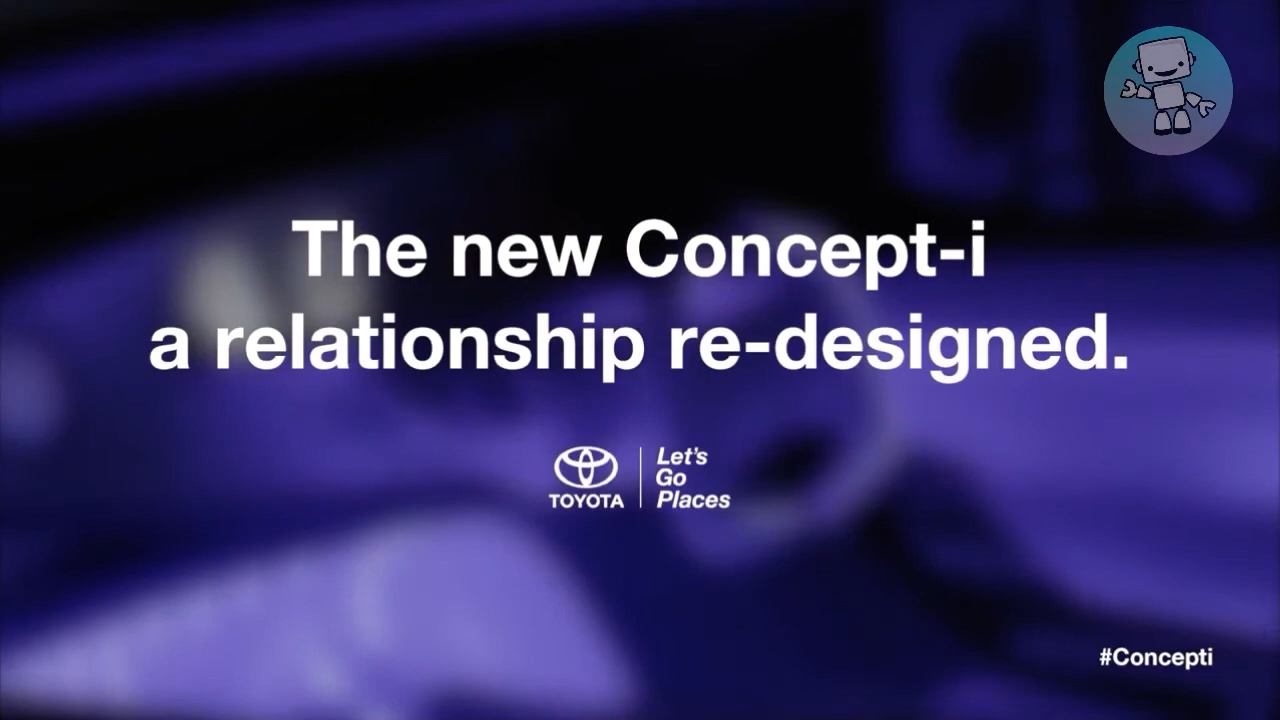 The new Concept-i
a relationship re-designed.
TOYOTA
Let's
Go
Places
#Concepti